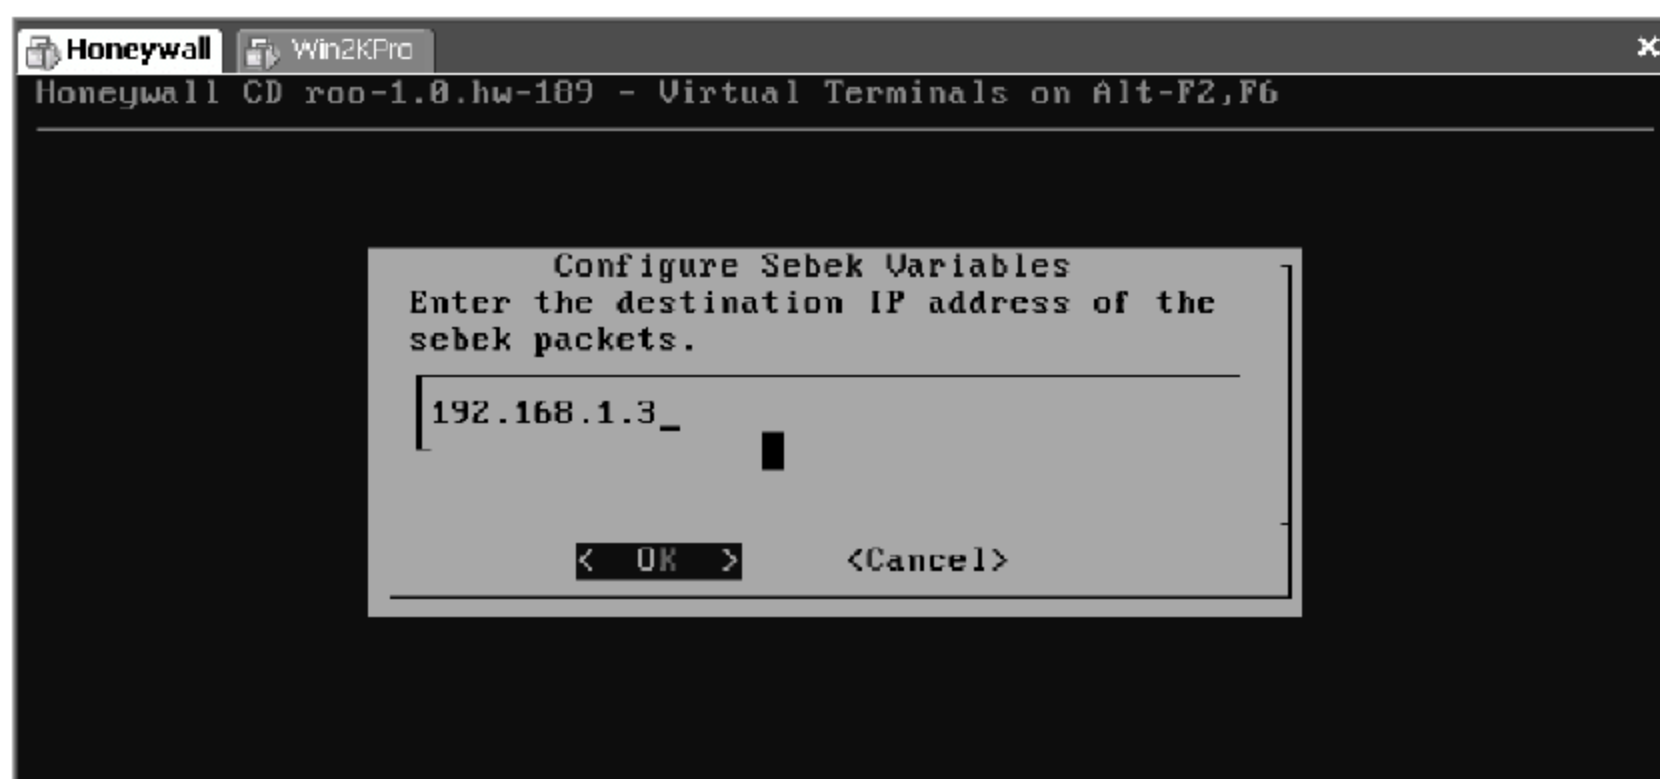 Honeywall Win2KPro
Honeywall CD roo-1.0.hw-189 - Virtual Terminals on Alt-F2,F6
Configure Sebek Variables
Enter the destination IP address of the
sebek packets.
192.168.1.3_
< OK > <Cancel>